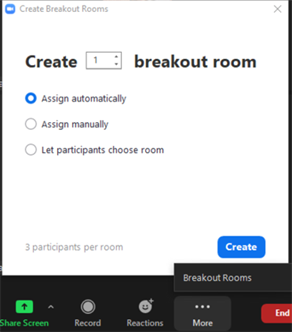 Create Breakout Rooms
Create 1 breakout room
Assign automatically
Assign manually
Let participants choose room
3 participants per room
Create
Breakout Rooms
Share Screen Record Reactions More End